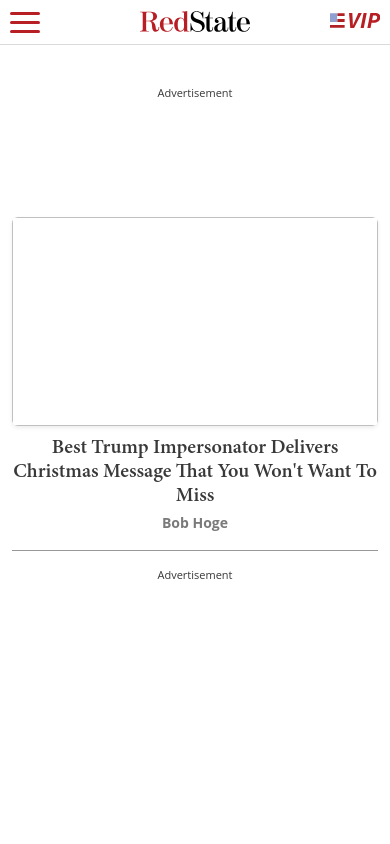 RedState
VIP
Advertisement
Best Trump Impersonator Delivers
Christmas Message That You Won't Want To
Miss
Bob Hoge
Advertisement